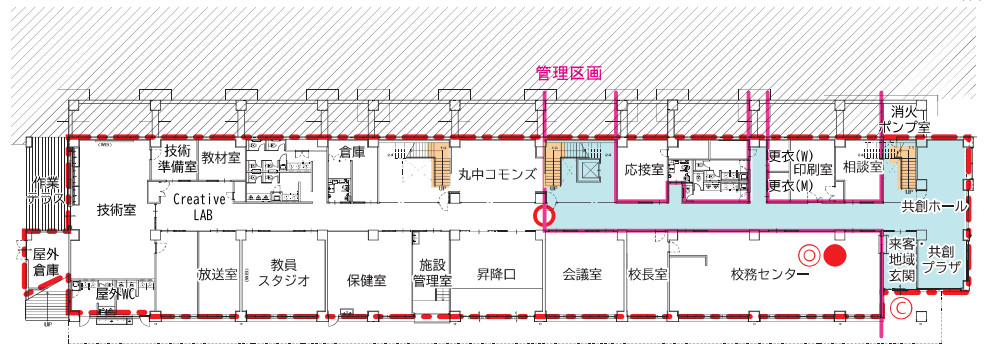 管理区画
消火
ポンプ室
技術
準備室
教材室
倉庫
丸中コモンズ
応接室
更衣(W)
更衣(M)
印刷室
相談室
作業
テラス
技術室
Creative
LAB
共創ホール
屋外
倉庫
放送室
教員
スタジオ
保健室
施設
管理室
昇降口
会議室
校長室
校務センター
来客・
地域
玄関
共創
プラザ
屋外WC
UP
C